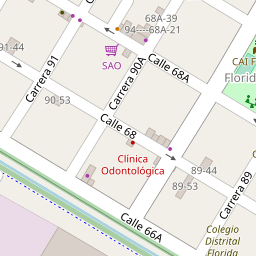 68A-39
94----68A-21
91-44
SAO
Carrera 90A
CAI F
Calle 68A
Florid
Carrera 91
90-53
Calle 68
Clínica
Odontológica
89-44
89-53
Carrera 89
Calle 66A
Colegio
Distrital
Florida